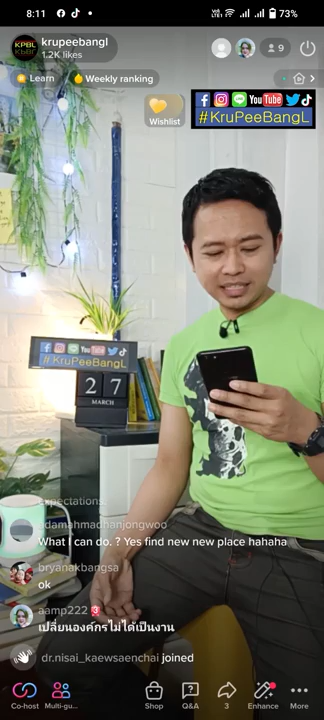 8:11
73%
KPBL
krupeebangl
1.2K likes
9
Learn
Weekly ranking
Wishlist
YouTube
#KruPeeBangL
YouTube
#KruPeeBangL
27
MARCH
expectations.
adamahmadhanjongwoo
What I can do. ? Yes find new new place hahaha
bryanakbangsa
ok
aamp222
เปลี่ยนองค์กรไม่ได้เป็นงาน
dr.nisai_kaewsaenchai joined
Co-host
Multi-gu...
Shop
Q&A
3
Enhance
More